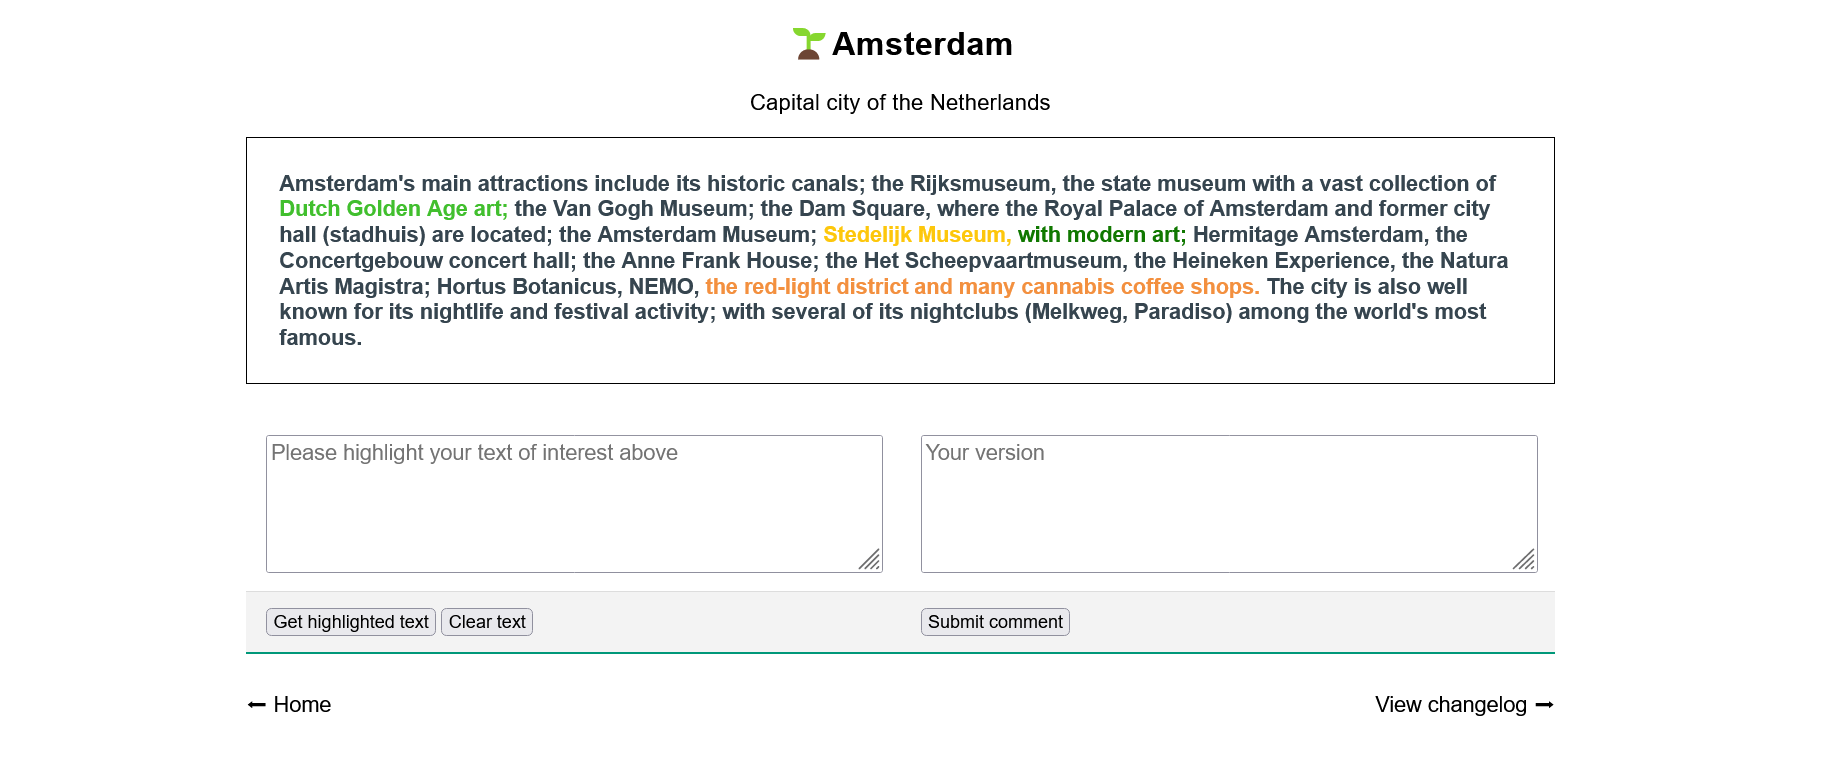 Amsterdam
Capital city of the Netherlands
Amsterdam's main attractions include its historic canals; the Rijksmuseum, the state museum with a vast collection of
Dutch Golden Age art; the Van Gogh Museum; the Dam Square, where the Royal Palace of Amsterdam and former city
hall (stadhuis) are located; the Amsterdam Museum; Stedelijk Museum, with modern art; Hermitage Amsterdam, the
Concertgebouw concert hall; the Anne Frank House; the Het Scheepvaartmuseum, the Heineken Experience, the Natura
Artis Magistra; Hortus Botanicus, NEMO, the red-light district and many cannabis coffee shops. The city is also well
known for its nightlife and festival activity; with several of its nightclubs (Melkweg, Paradiso) among the world's most
famous.
Please highlight your text of interest above
Your version
Get highlighted text Clear text
Submit comment
← Home
View changelog →